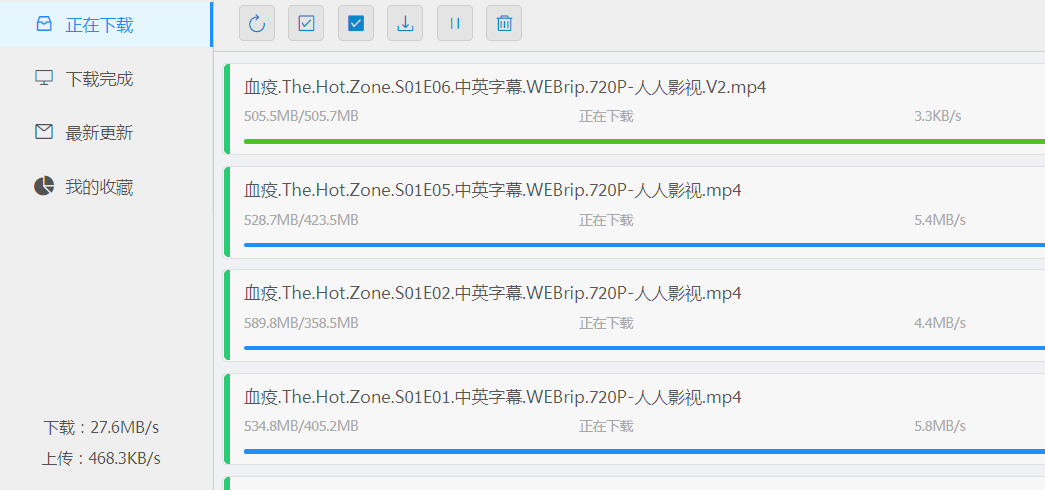 正在下载
下载完成
最新更新
我的收藏
下载：27.6MB/s
上传：468.3KB/s
血疫.The.Hot.Zone.S01E06.中英字幕.WEBrip.720P-人人影视.V2.mp4
505.5MB/505.7MB 正在下载 3.3KB/s
血疫.The.Hot.Zone.S01E05.中英字幕.WEBrip.720P-人人影视.mp4
528.7MB/423.5MB 正在下载 5.4MB/s
血疫.The.Hot.Zone.S01E02.中英字幕.WEBrip.720P-人人影视.mp4
589.8MB/358.5MB 正在下载 4.4MB/s
血疫.The.Hot.Zone.S01E01.中英字幕.WEBrip.720P-人人影视.mp4
534.8MB/405.2MB 正在下载 5.8MB/s